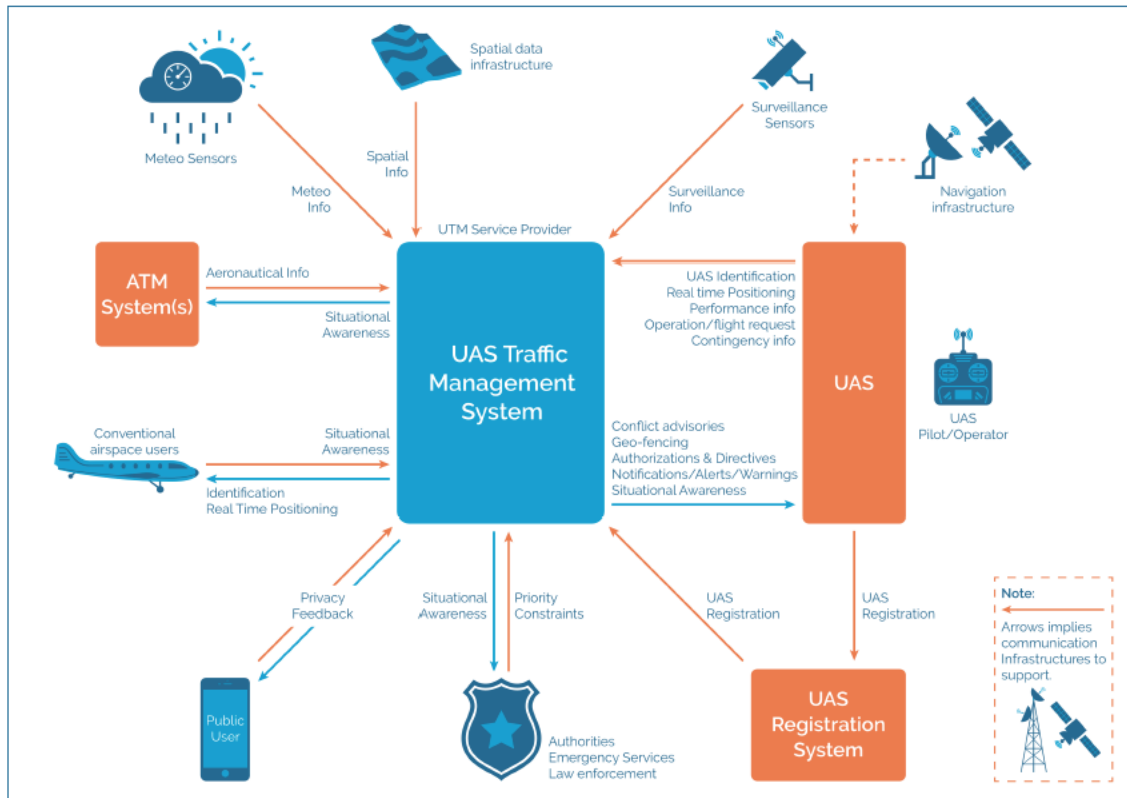 Meteo Sensors
Spatial data
infrastructure
Surveillance
Sensors
Navigation
infrastructure
Meteo
Info
Spatial
Info
Surveillance
Info
UTM Service Provider
ATM
System(s)
Aeronautical Info
Situational
Awareness
UAS Traffic
Management
System
UAS Identification
Real time Positioning
Performance info
Operation/flight request
Contingency info
UAS
UAS
Pilot/Operator
Conventional
airspace users
Situational
Awareness
Identification
Real Time Positioning
Conflict advisories
Geo-fencing
Authorizations & Directives
Notifications/Alerts/Warnings
Situational Awareness
Privacy
Feedback
Situational
Awareness
Priority
Constraints
UAS
Registration
UAS
Registration
Public
User
Authorities
Emergency Services
Law enforcement
UAS
Registration
System
Note:
Arrows implies
communication
Infrastructures to
support.